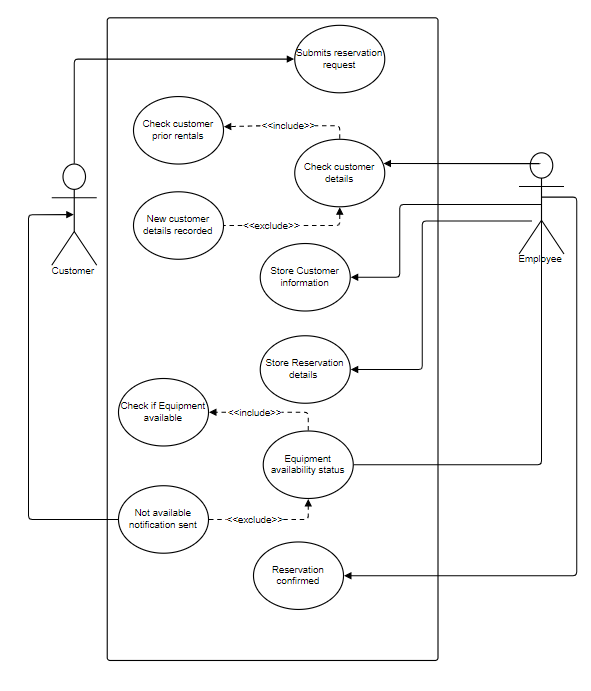 Submits reservation
request
Check customer
prior rentals
<<include>>
Check customer
details
New customer
details recorded
<<exclude>>
Customer
Employee
Store Customer
information
Store Reservation
details
Check if Equipment
available
<<include>>
Equipment
availability status
Not available
notification sent
<<exclude>>
Reservation
confirmed